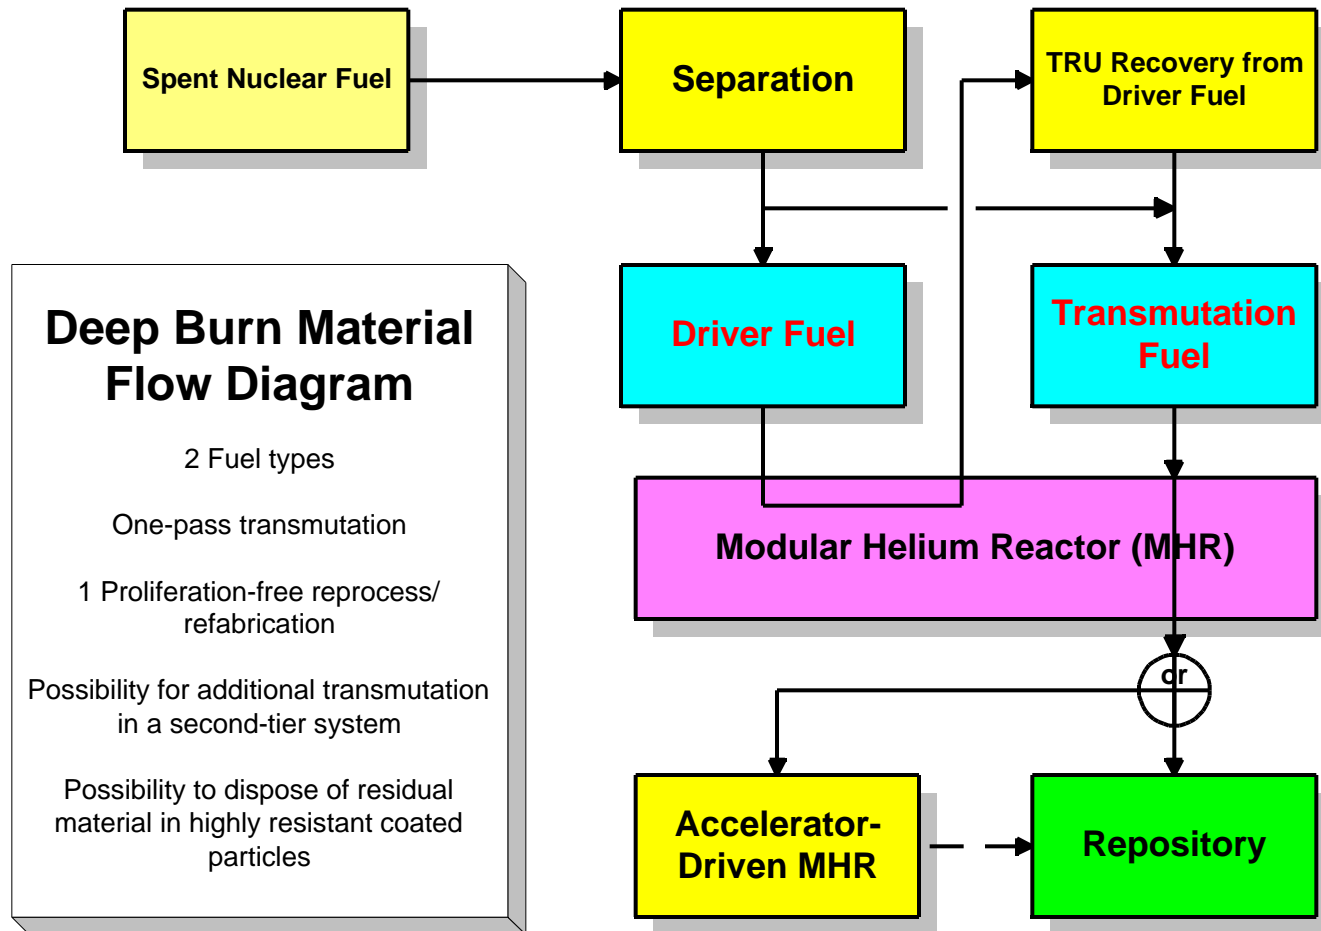 Spent Nuclear Fuel
Separation
TRU Recovery from
Driver Fuel
Deep Burn Material
Flow Diagram
2 Fuel types
One-pass transmutation
1 Proliferation-free reprocess/
refabrication
Possibility for additional transmutation
in a second-tier system
Possibility to dispose of residual
material in highly resistant coated
particles
Driver Fuel
Transmutation
Fuel
Modular Helium Reactor (MHR)
or
Accelerator-
Driven MHR
Repository